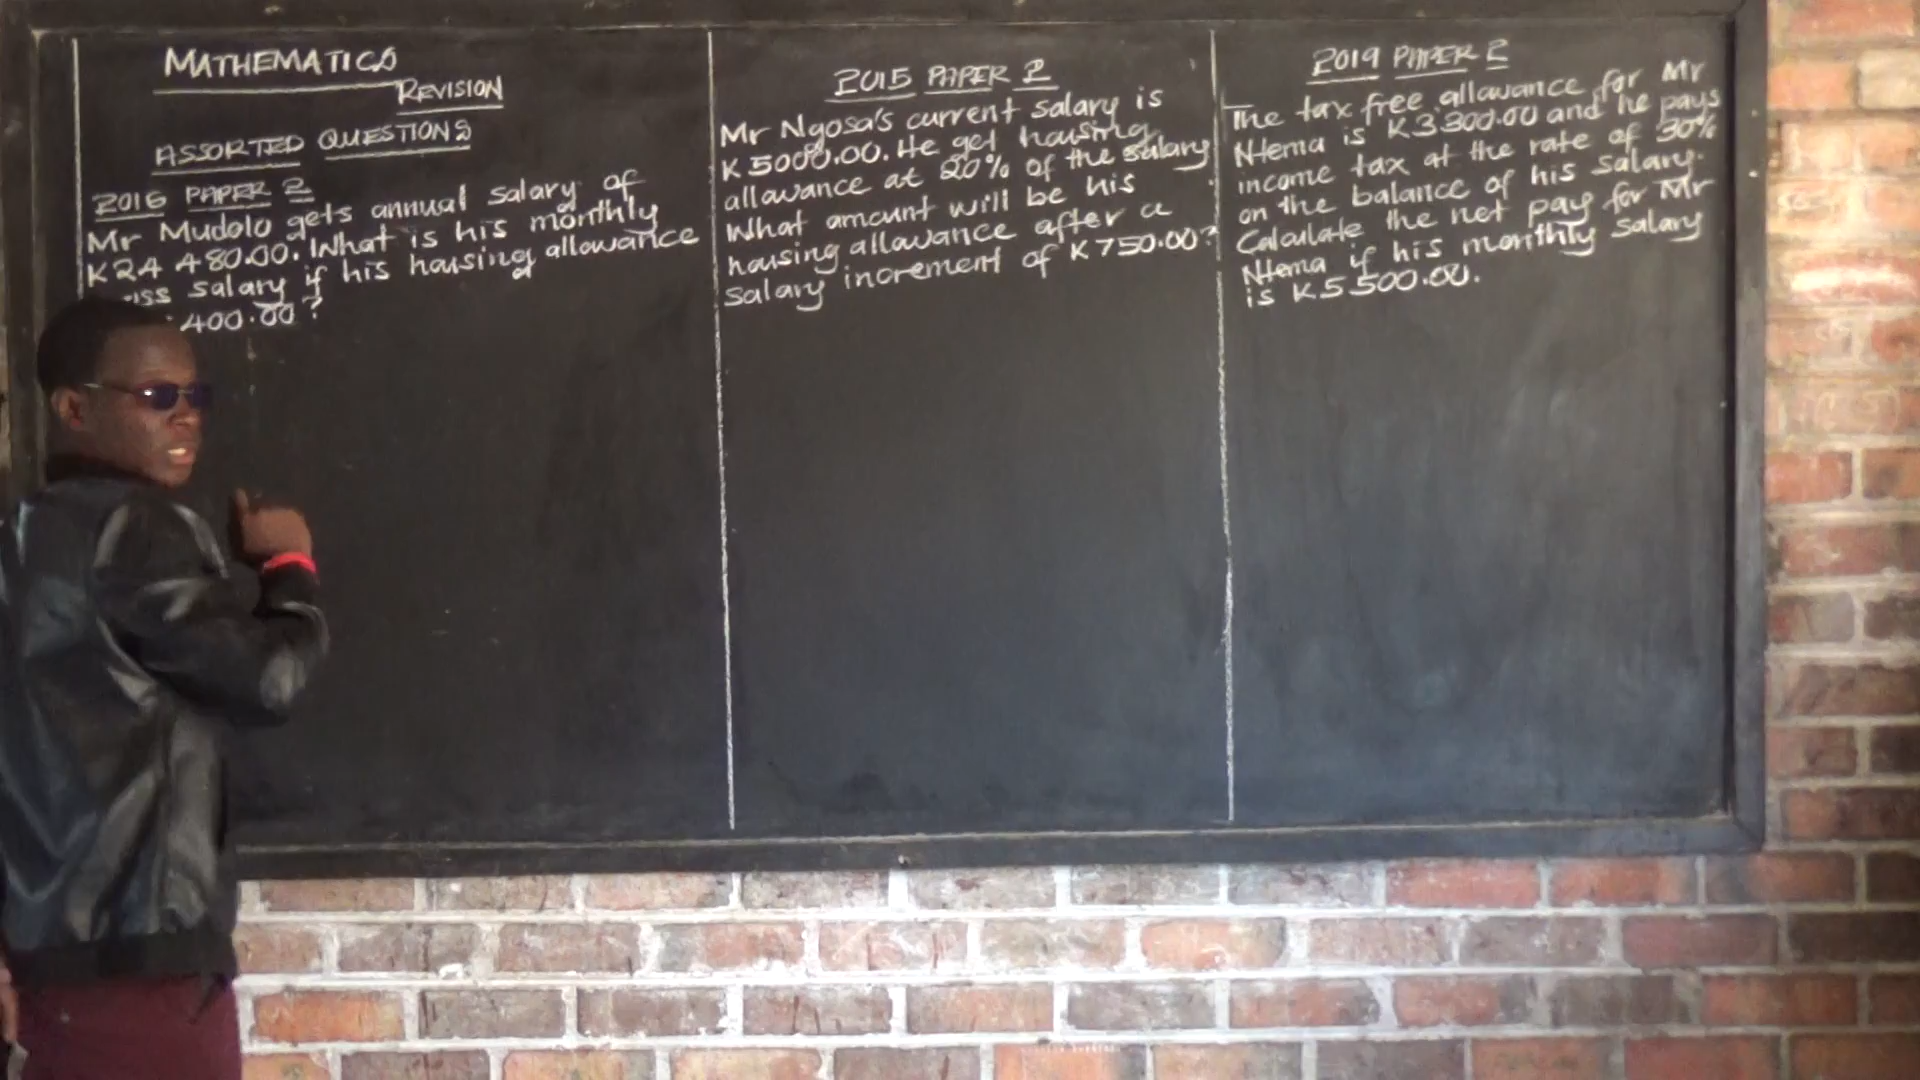 MATHEMATICS
REVISION
ASSORTED QUESTIONS
2016 PAPER 2
Mr Mudolo gets annual salary of
K24 480.00. What is his monthly
salary if his housing allowance
400.00?
2015 PAPER 2
Mr Ngosa's current salary is
K5000.00. He get housing
allowance at 20% of the salary
What amount will be his
housing allowance after a
salary increment of K750.00?
2019 PAPER 2
The tax free allowance for Mr
Ntema is K3 300.00 and he pays
income tax at the rate of 30%
on the balance of his salary.
Calculate the net pay for Mr
Ntema if his monthly salary
is K5 500.00.